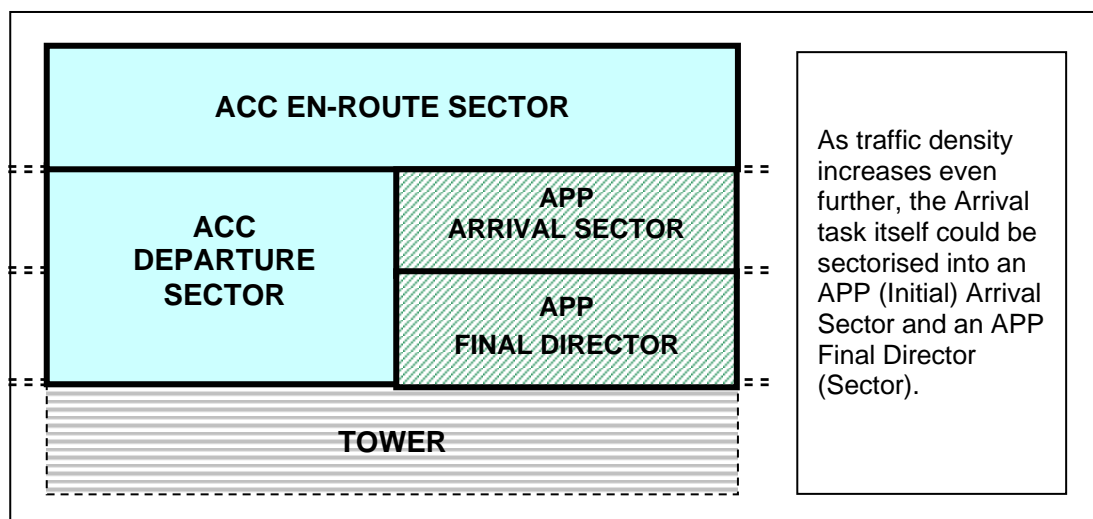 ACC EN-ROUTE SECTOR
ACC
DEPARTURE
SECTOR
APP
ARRIVAL SECTOR
APP
FINAL DIRECTOR
TOWER
As traffic density
increases even
further, the Arrival
task itself could be
sectorised into an
APP (Initial) Arrival
Sector and an APP
Final Director
(Sector).